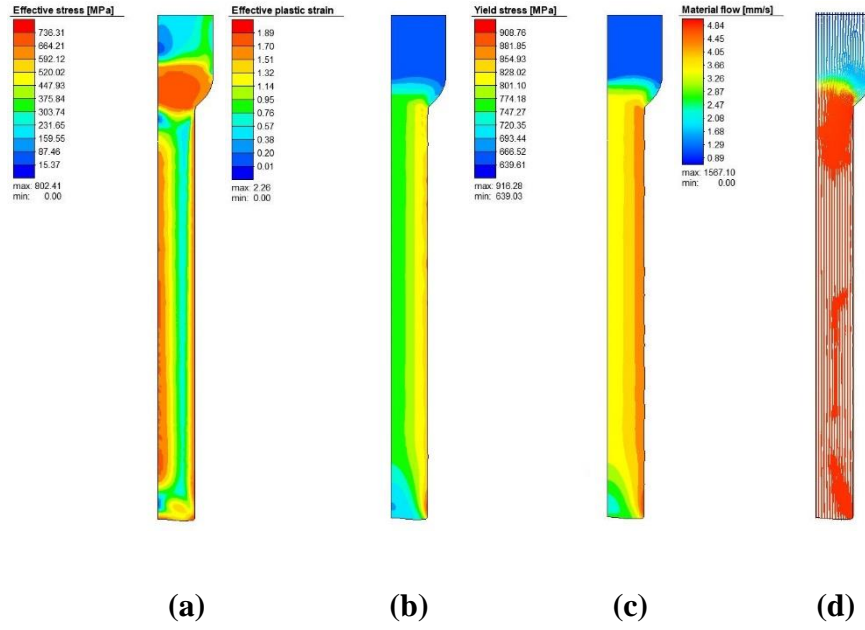 Effective stress [MPa]
736.31
664.21
592.12
520.02
447.93
375.84
303.74
231.65
159.55
87.46
15.37
max: 802.41
min: 0.00
Effective plastic strain
1.89
1.70
1.51
1.32
1.14
0.95
0.76
0.57
0.38
0.20
0.01
max: 2.26
min: 0.00
Yield stress [MPa]
908.76
881.85
854.93
828.02
801.10
774.18
747.27
720.35
693.44
666.52
639.61
max: 918.28
min: 639.03
Material flow [mm/s]
4.84
4.05
3.66
3.26
2.87
2.47
2.08
1.68
1.29
0.89
max: 1567.10
min: 0.00
(a)
(b)
(c)
(d)